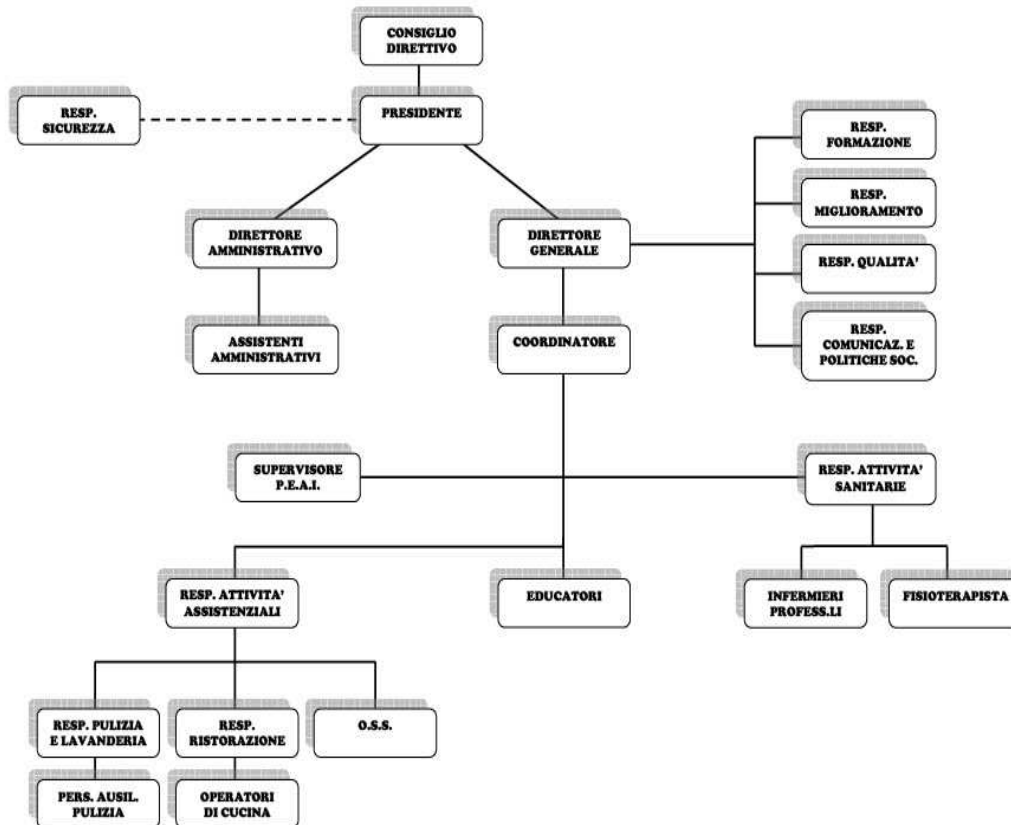 CONSIGLIO
DIRETTIVO
RESP.
SICUREZZA
PRESIDENTE
RESP.
FORMAZIONE
RESP.
MIGLIORAMENTO
DIRETTORE
AMMINISTRATIVO
DIRETTORE
GENERALE
RESP. QUALITA'
ASSISTENTI
AMMINISTRATIVI
COORDINATORE
RESP.
COMUNICAZ. E
POLITICHE SOC.
SUPERVISORE
P.E.A.I.
RESP. ATTIVITA'
SANITARIE
RESP. ATTIVITA'
ASSISTENZIALI
EDUCATORI
INFERMIERI
PROFESS.LI
FISIOTERAPISTA
RESP. PULIZIA
E LAVANDERIA
RESP.
RISTORAZIONE
O.S.S.
PERS. AUSIL.
PULIZIA
OPERATORI
DI CUCINA